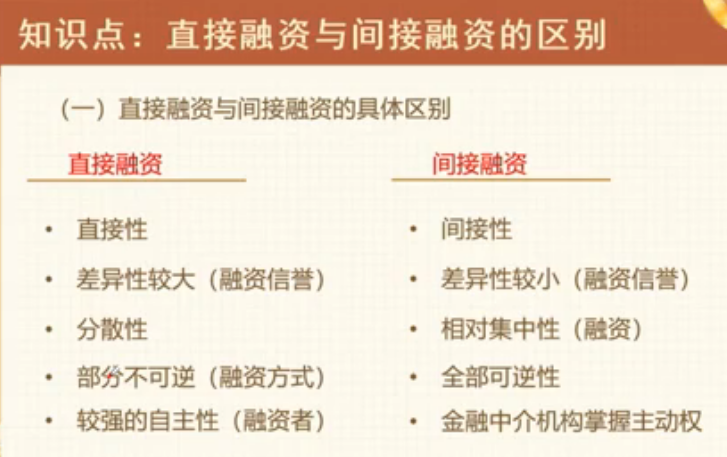 知识点：直接融资与间接融资的区别
（一）直接融资与间接融资的具体区别
直接融资
• 直接性
• 差异性较大（融资信誉）
• 分散性
• 部分不可逆（融资方式）
• 较强的自主性（融资者）
间接融资
• 间接性
• 差异性较小（融资信誉）
• 相对集中性（融资）
• 全部可逆性
• 金融中介机构掌握主动权